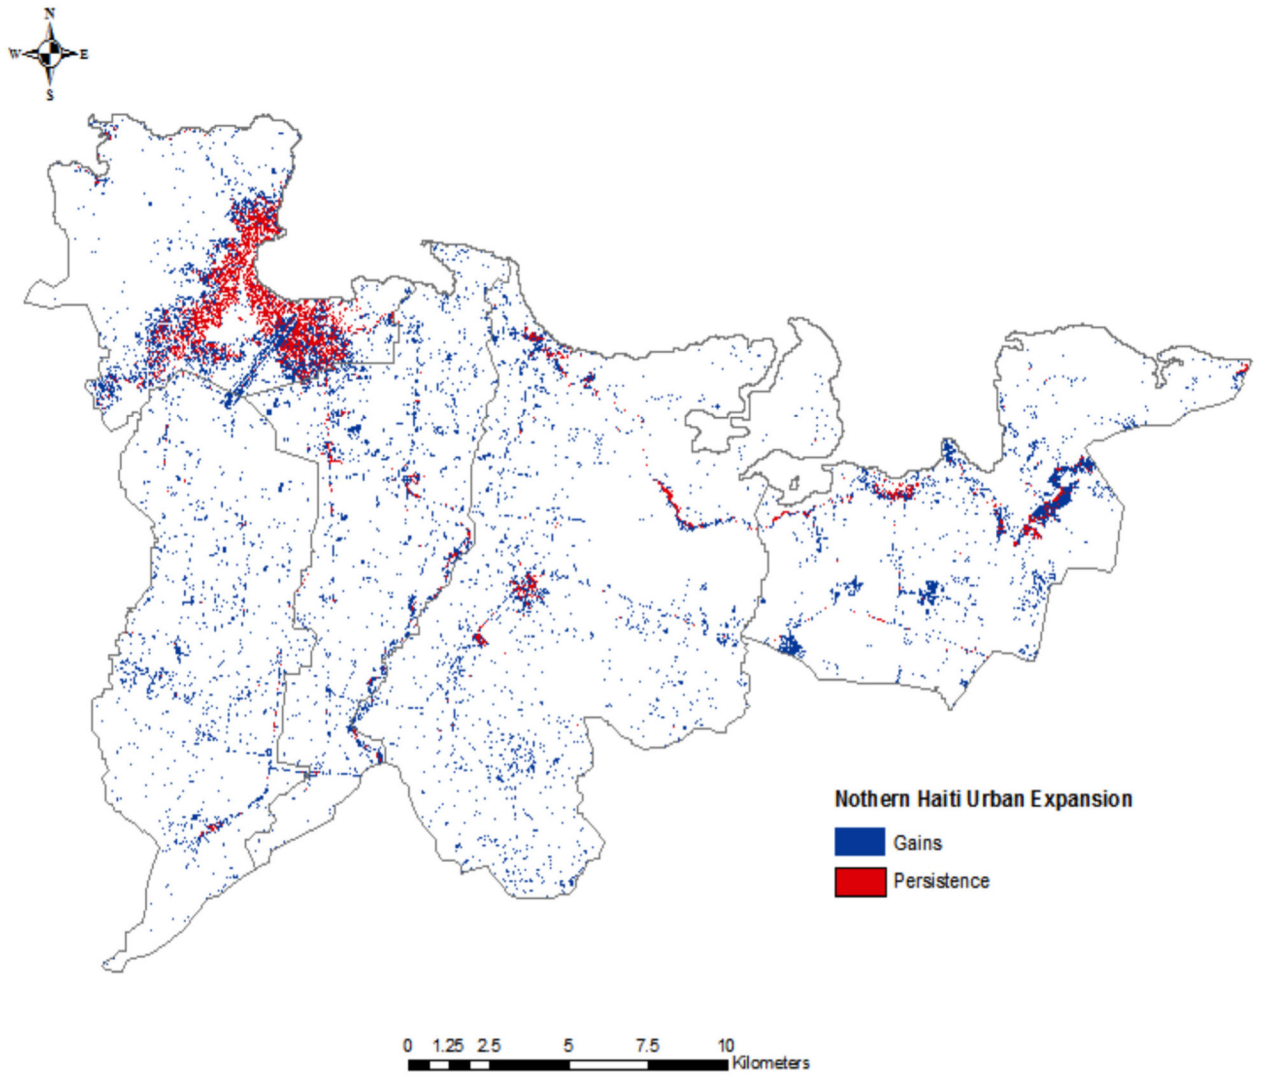 N
W E
S
Nothern Haiti Urban Expansion
Gains
Persistence
0 1.25 2.5 5 7.5 10
Kilometers